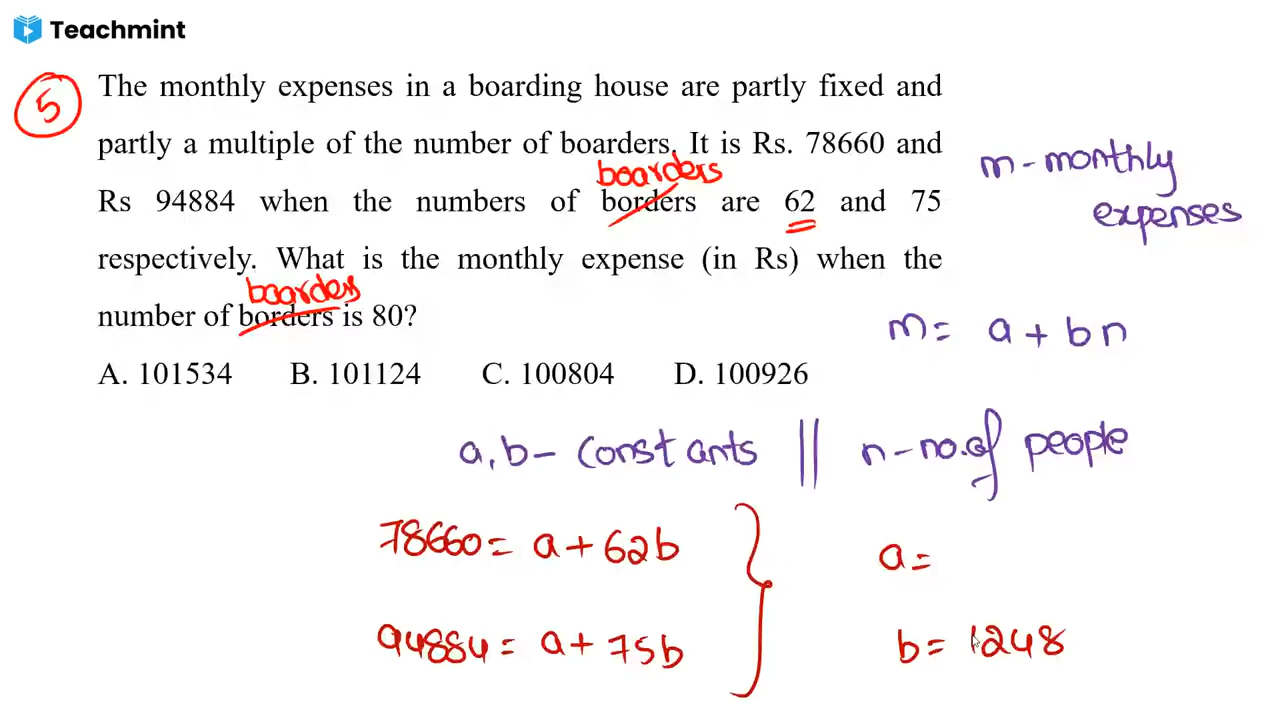 Teachmint
5
The monthly expenses in a boarding house are partly fixed and
partly a multiple of the number of boarders. It is Rs. 78660 and
boarders
Rs 94884 when the numbers of borders are 62 and 75
respectively. What is the monthly expense (in Rs) when the
boarders
number of borders is 80?
A. 101534 B. 101124 C. 100804 D. 100926
m - monthly
expenses
m = a + bn
a, b - constants || n - no. of people
78660 = a + 62b
94884 = a + 75b
a =
b = 1248